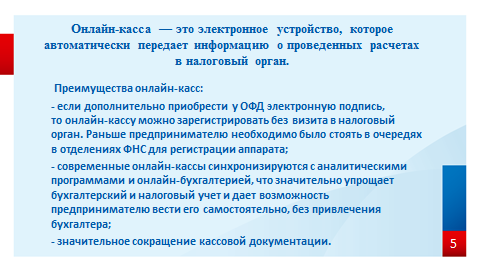 Онлайн-касса — это электронное устройство, которое
автоматически передает информацию о проведенных расчетах
в налоговый орган.
Преимущества онлайн-касс:
- если дополнительно приобрести у ОФД электронную подпись,
то онлайн-кассу можно зарегистрировать без визита в налоговый
орган. Раньше предпринимателю необходимо было стоять в очередях
в отделениях ФНС для регистрации аппарата;
- современные онлайн-кассы синхронизируются с аналитическими
программами и онлайн-бухгалтерией, что значительно упрощает
бухгалтерский и налоговый учет и дает возможность
предпринимателю вести его самостоятельно, без привлечения
бухгалтера;
- значительное сокращение кассовой документации.
5